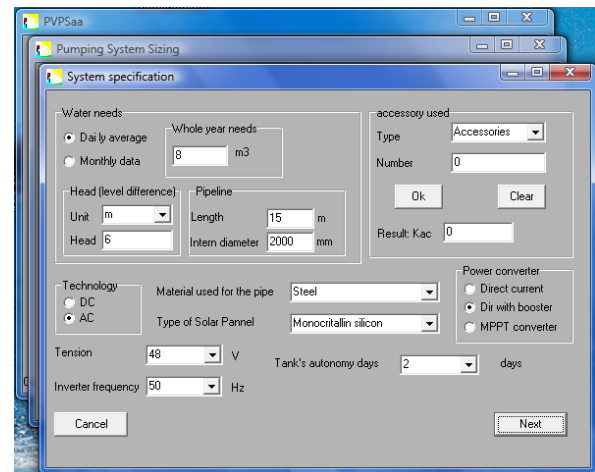 PVPSaa
Pumping System Sizing
System specification
Water needs
Daily average
Monthly data
Whole year needs
8 m3
Head (level difference)
Unit m
Head 6
Pipeline
Length 15 m
Intern diameter 2000 mm
accessory used
Type Accessories
Number 0
Ok Clear
Result: Kac 0
Technology
DC
AC
Material used for the pipe Steel
Type of Solar Pannel Monocritallin silicon
Power converter
Direct current
Dir with booster
MPPT converter
Tension 48 V
Tank's autonomy days 2 days
Inverter frequency 50 Hz
Cancel Next